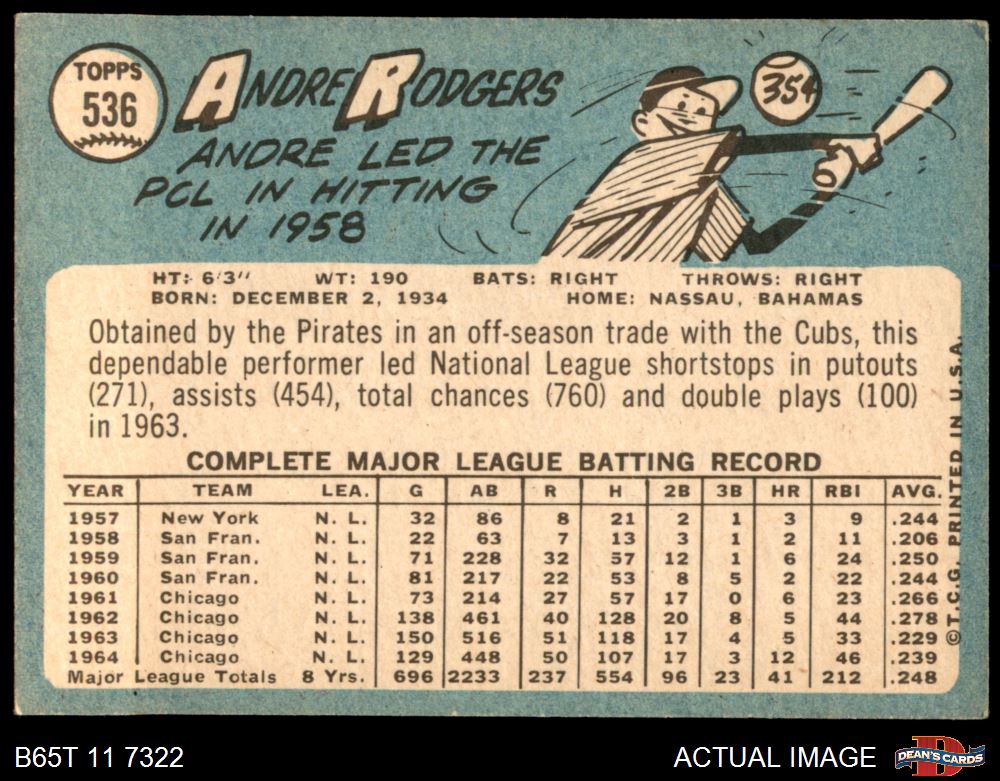 TOPPS
536
ANDRE RODGERS
354
ANDRE LED THE
PCL IN HITTING
IN 1958
HT: 6'3" WT: 190 BATS: RIGHT THROWS: RIGHT
BORN: DECEMBER 2, 1934 HOME: NASSAU, BAHAMAS
Obtained by the Pirates in an off-season trade with the Cubs, this
dependable performer led National League shortstops in putouts
(271), assists (454), total chances (760) and double plays (100)
in 1963.
COMPLETE MAJOR LEAGUE BATTING RECORD
YEAR TEAM LEA. G AB R H 2B 3B HR RBI AVG.
1957 New York N. L. 32 86 8 21 2 1 3 9 .244
1958 San Fran. N. L. 22 63 7 13 3 1 2 11 .206
1959 San Fran. N. L. 71 228 32 57 12 1 6 24 .250
1960 San Fran. N. L. 81 217 22 53 8 5 2 22 .244
1961 Chicago N. L. 73 214 27 57 17 0 6 23 .266
1962 Chicago N. L. 138 461 40 128 20 8 5 44 .278
1963 Chicago N. L. 150 516 51 118 17 4 5 33 .229
1964 Chicago N. L. 129 448 50 107 17 3 12 46 .239
Major League Totals 8 Yrs. 696 2233 237 554 96 23 41 212 .248
©T.C.G. PRINTED IN U.S.A.
B65T 11 7322
ACTUAL IMAGE
D
DEAN'S CARDS